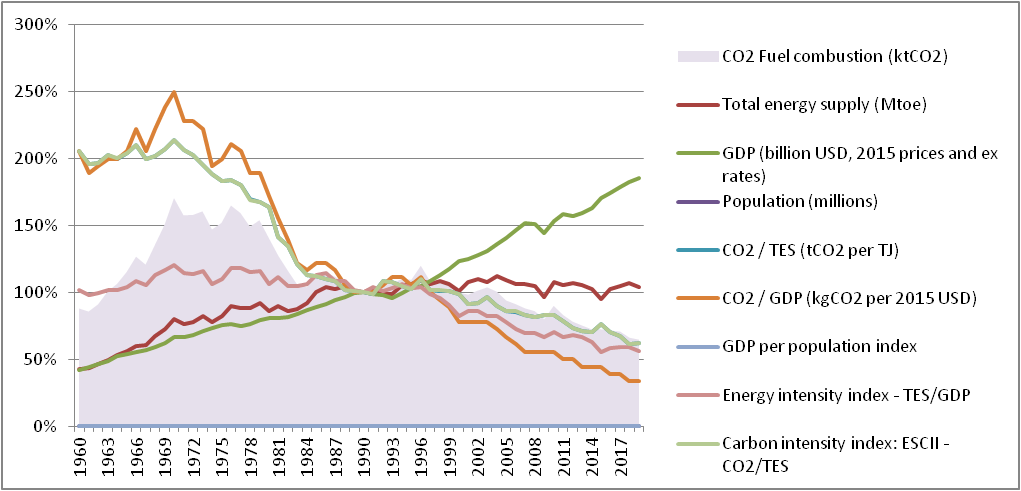 300%
250%
200%
150%
100%
50%
0%
1960
1963
1966
1969
1972
1975
1978
1981
1984
1987
1990
1993
1996
1999
2002
2005
2008
2011
2014
2017
CO2 Fuel combustion (ktCO2)
Total energy supply (Mtoe)
GDP (billion USD, 2015 prices and ex
rates)
Population (millions)
CO2 / TES (tCO2 per TJ)
CO2 / GDP (kgCO2 per 2015 USD)
GDP per population index
Energy intensity index - TES/GDP
Carbon intensity index: ESCII -
CO2/TES